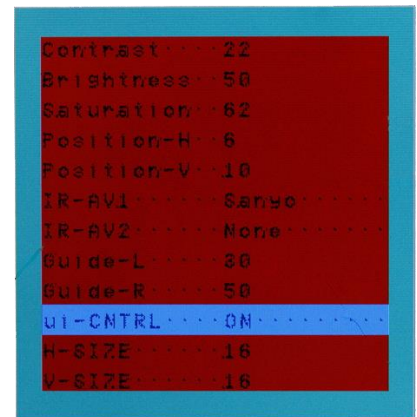 Contrast·····22
Brightness··50
Saturation··62
Position-H··6
Position-V··10
IR-AV1······Sanyo······
IR-AV2······None·······
Guide-L·····30
Guide-R·····50
ui-CNTRL····ON·········
H-SIZE······16
V-SIZE······16